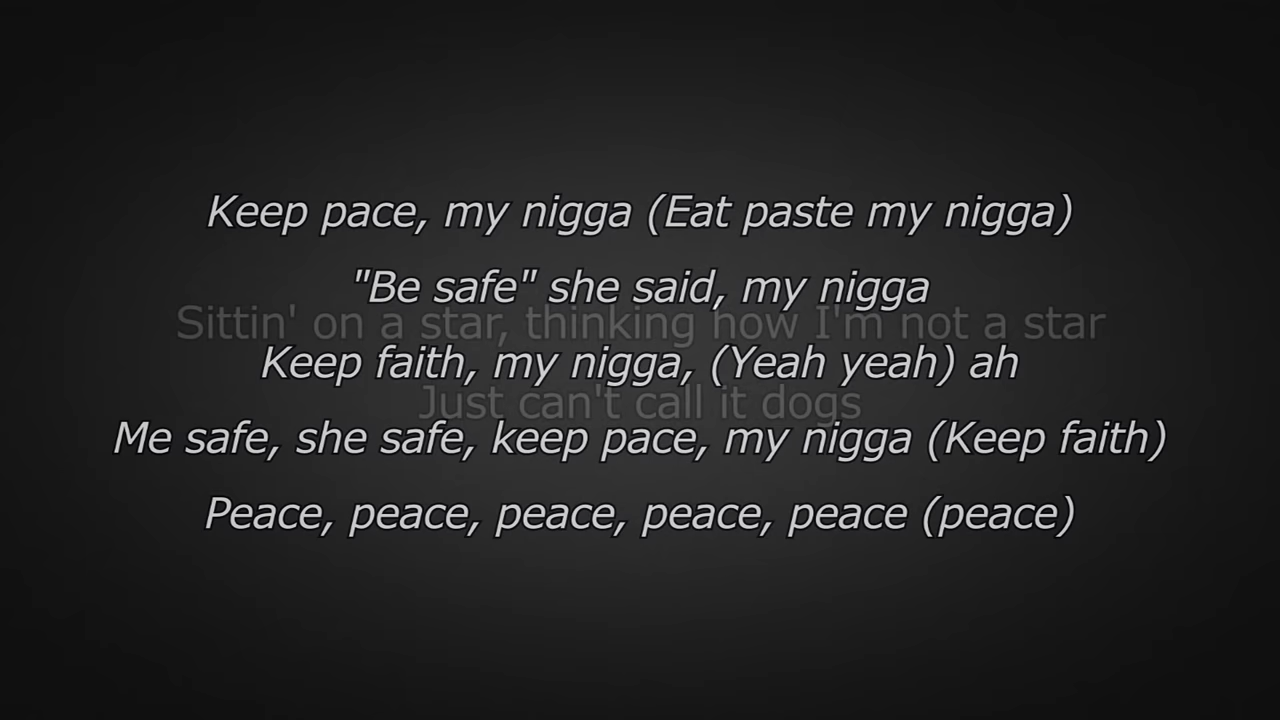 Keep pace, my nigga (Eat paste my nigga)
"Be safe" she said, my nigga
Sittin' on a star, thinking how I'm not a star
Keep faith, my nigga, (Yeah yeah) ah
Just can't call it dogs
Me safe, she safe, keep pace, my nigga (Keep faith)
Peace, peace, peace, peace, peace (peace)